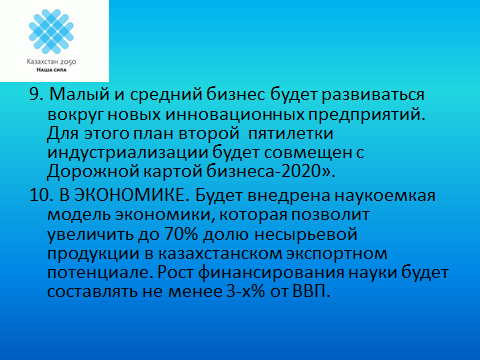 Казахстан 2050
Наша сила
9. Малый и средний бизнес будет развиваться
вокруг новых инновационных предприятий.
Для этого план второй пятилетки
индустриализации будет совмещен с
Дорожной картой бизнеса-2020».
10. В ЭКОНОМИКЕ. Будет внедрена наукоемкая
модель экономики, которая позволит
увеличить до 70% долю несырьевой
продукции в казахстанском экспортном
потенциале. Рост финансирования науки будет
составлять не менее 3-х% от ВВП.